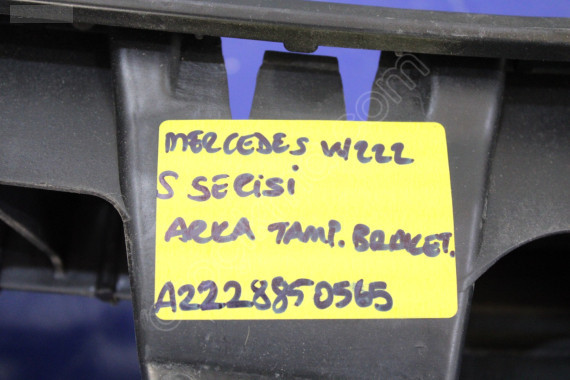 MERCEDES W222
S SERİSİ
ARKA TAMP. BRAKET.
A2228850565